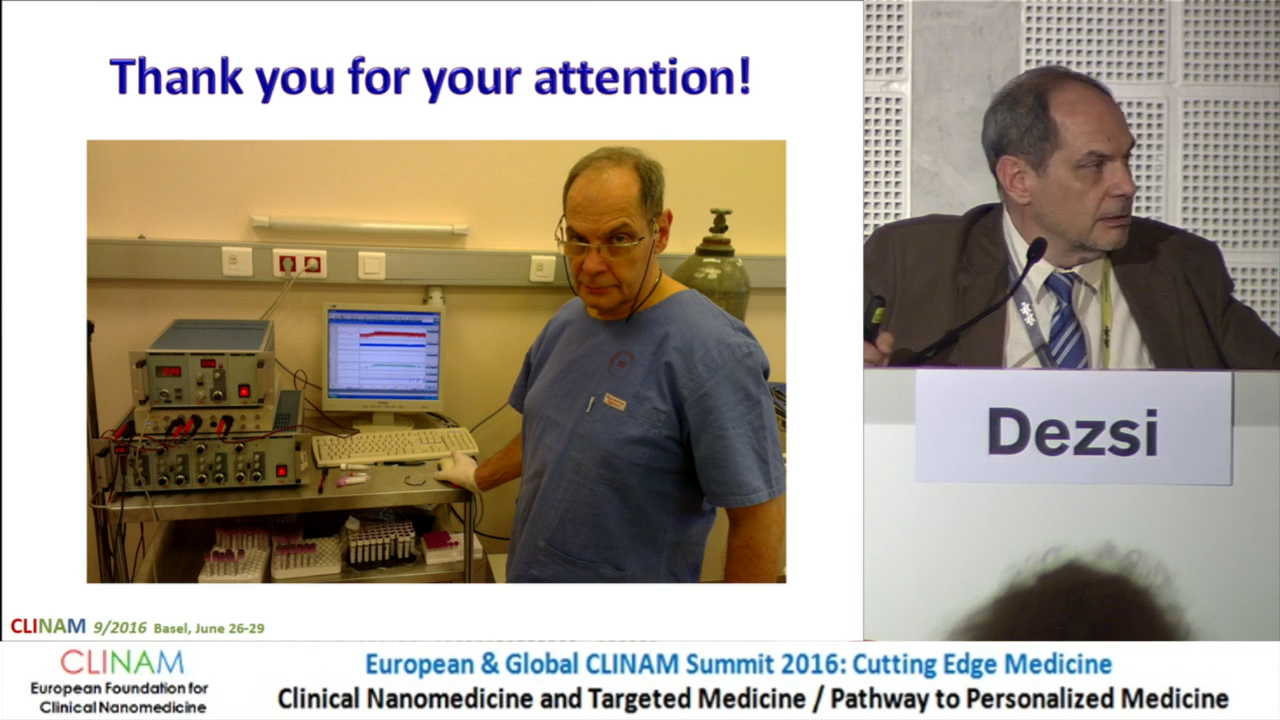 Thank you for your attention!
Dezsi
CLINAM 9/2016 Basel, June 26-29
CLINAM
European Foundation for
Clinical Nanomedicine
European & Global CLINAM Summit 2016: Cutting Edge Medicine
Clinical Nanomedicine and Targeted Medicine / Pathway to Personalized Medicine